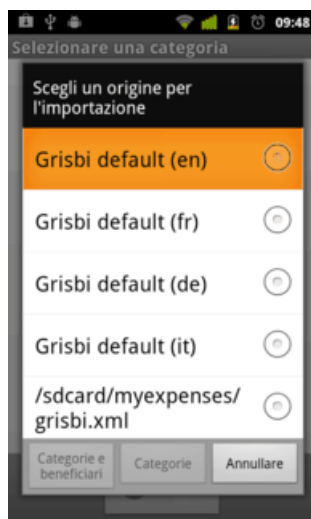 09:48
Selezionare una categoria
Scegli un origine per
l'importazione
Grisbi default (en)
Grisbi default (fr)
Grisbi default (de)
Grisbi default (it)
/sdcard/myexpenses/
grisbi.xml
Categorie e
beneficiari
Categorie
Annullare